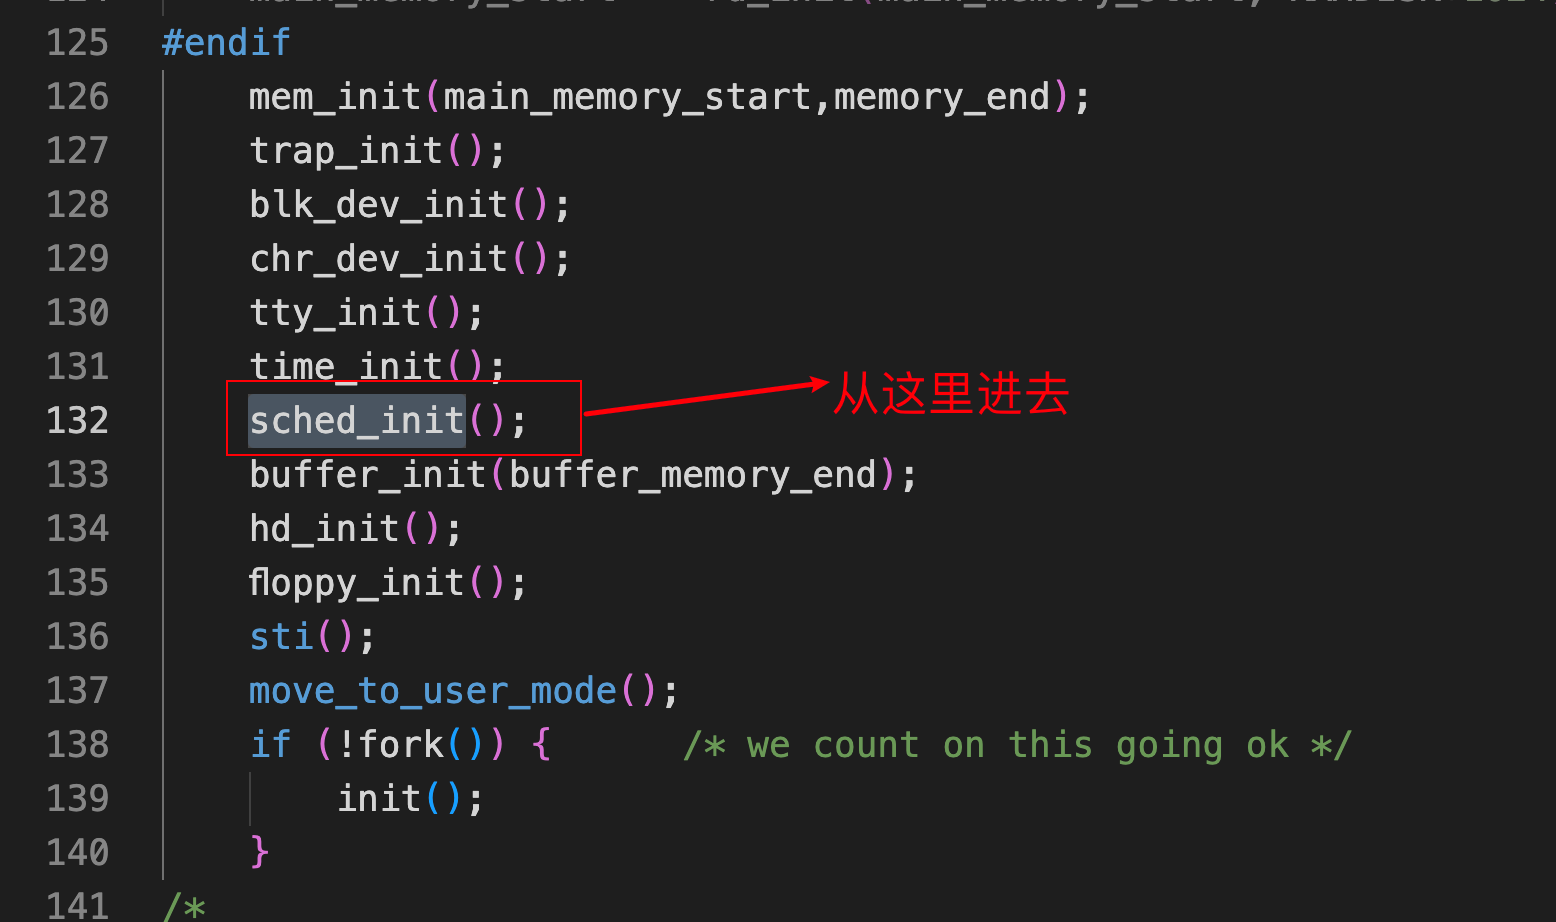 125 #endif
126 mem_init(main_memory_start,memory_end);
127 trap_init();
128 blk_dev_init();
129 chr_dev_init();
130 tty_init();
131 time_init();
132 sched_init(); 从这里进去
133 buffer_init(buffer_memory_end);
134 hd_init();
135 floppy_init();
136 sti();
137 move_to_user_mode();
138 if (!fork()) { /* we count on this going ok */
139 init();
140 }
141 /*